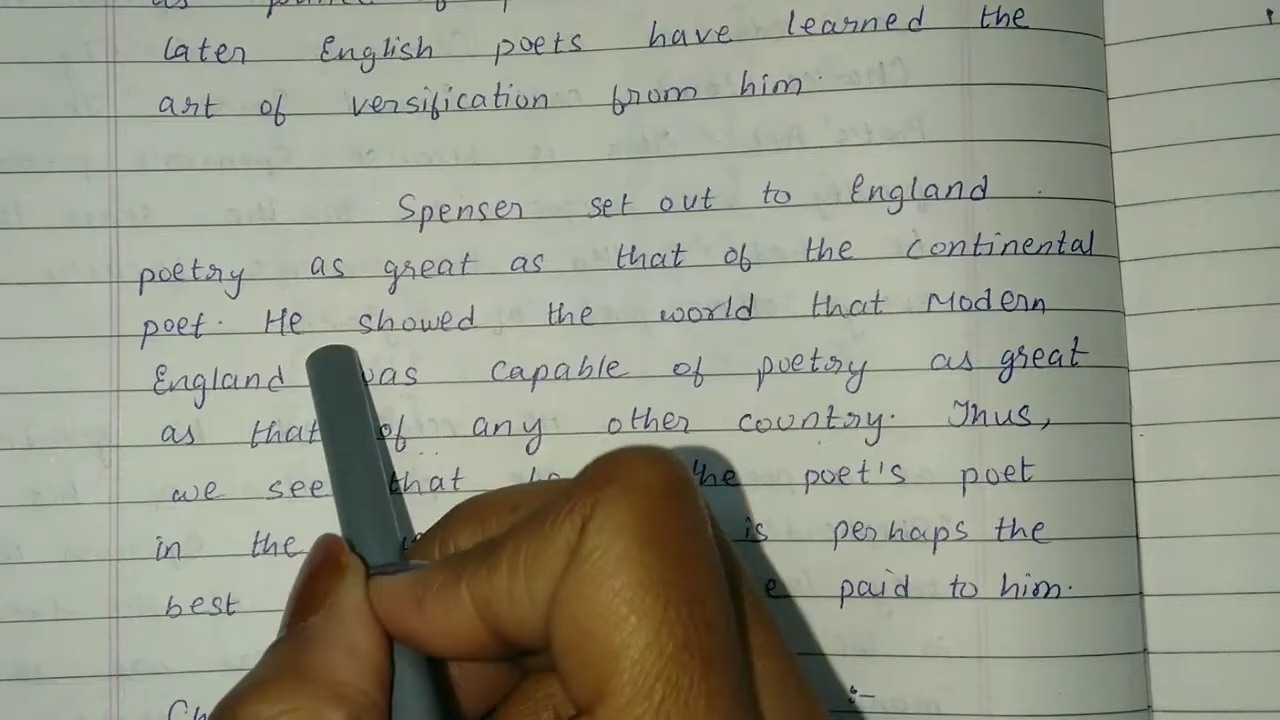 later English poets have learned the
art of versification from him.
Spenser set out to England
poetry as great as that of the continental
poet. He showed the world that Modern
England was capable of poetry as great
as that of any other country. Thus,
we see that the poet's poet
in the is perhaps the
best paid to him.